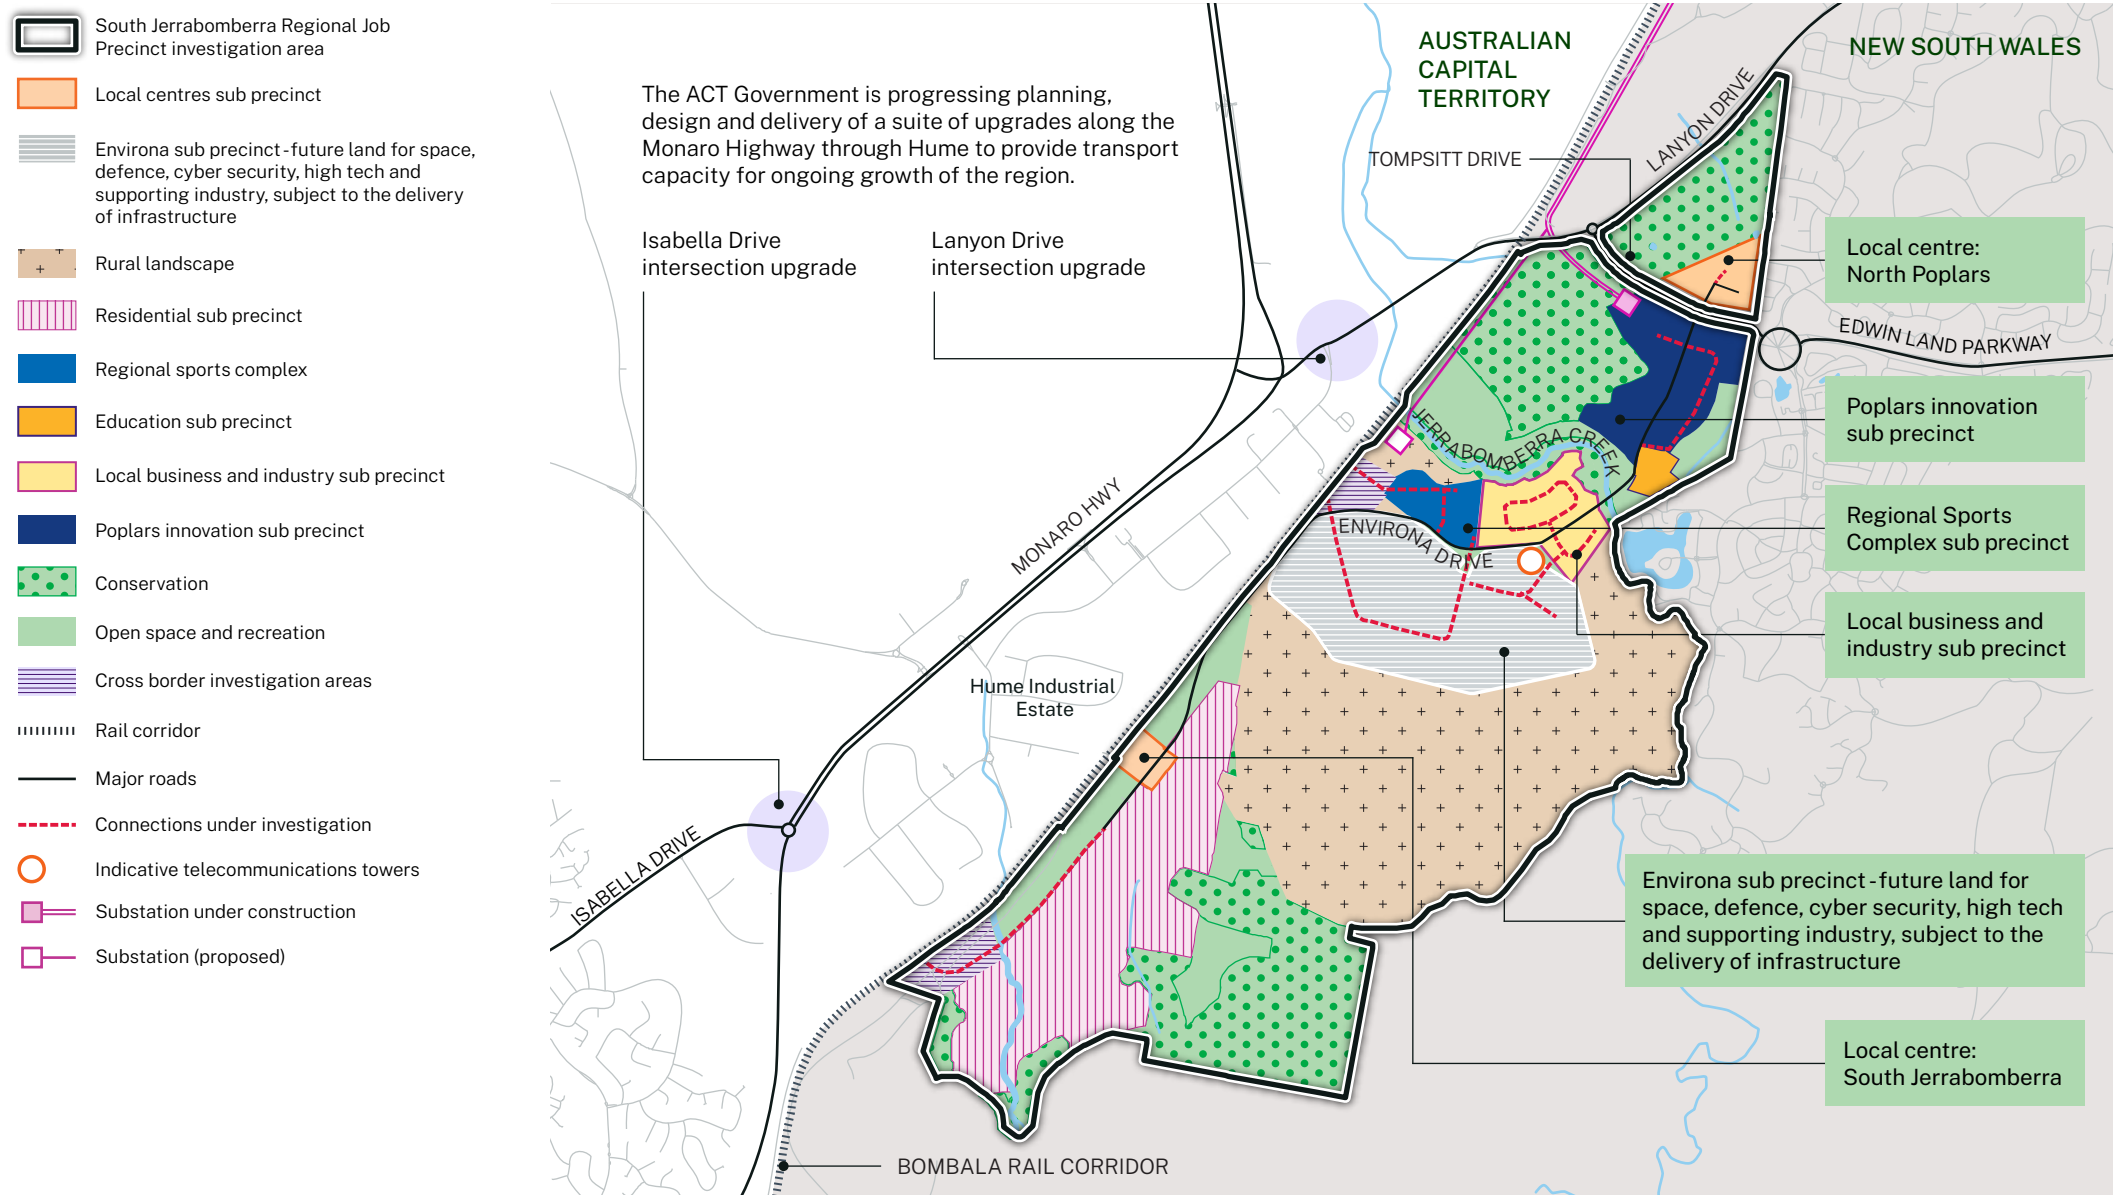 South Jerrabomberra Regional Job
Precinct investigation area
Local centres sub precinct
Environa sub precinct - future land for space,
defence, cyber security, high tech and
supporting industry, subject to the delivery
of infrastructure
Rural landscape
Residential sub precinct
Regional sports complex
Education sub precinct
Local business and industry sub precinct
Poplars innovation sub precinct
Conservation
Open space and recreation
Cross border investigation areas
Rail corridor
Major roads
Connections under investigation
Indicative telecommunications towers
Substation under construction
Substation (proposed)
The ACT Government is progressing planning,
design and delivery of a suite of upgrades along the
Monaro Highway through Hume to provide transport
capacity for ongoing growth of the region.
Isabella Drive
intersection upgrade
Lanyon Drive
intersection upgrade
AUSTRALIAN
CAPITAL
TERRITORY
NEW SOUTH WALES
TOMPSITT DRIVE
LANYON DRIVE
Local centre:
North Poplars
EDWIN LAND PARKWAY
Poplars innovation
sub precinct
JERRABOMBERRA CREEK
Regional Sports
Complex sub precinct
ENVIRONA DRIVE
MONARO HWY
Local business and
industry sub precinct
Hume Industrial
Estate
ISABELLA DRIVE
Environa sub precinct - future land for
space, defence, cyber security, high tech
and supporting industry, subject to the
delivery of infrastructure
Local centre:
South Jerrabomberra
BOMBALA RAIL CORRIDOR